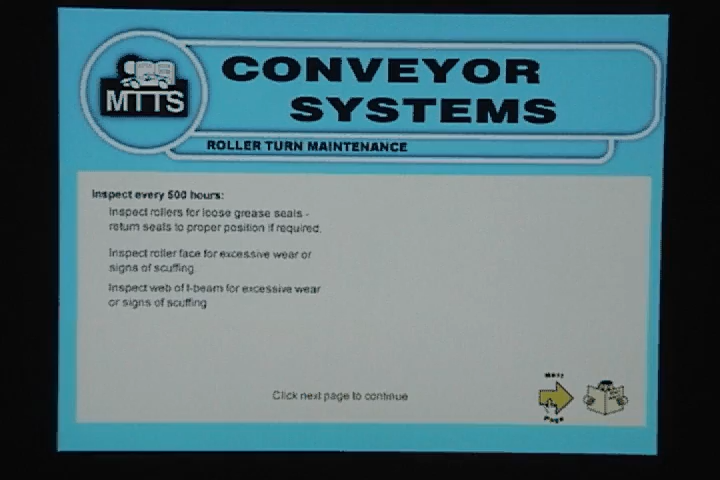 MTTS
CONVEYOR
SYSTEMS
ROLLER TURN MAINTENANCE
Inspect every 500 hours:
Inspect rollers for loose grease seals -
return seals to proper position if required.
Inspect roller face for excessive wear or
signs of scuffing
Inspect web of I-beam for excessive wear
or signs of scuffing
Click next page to continue
Next
Page